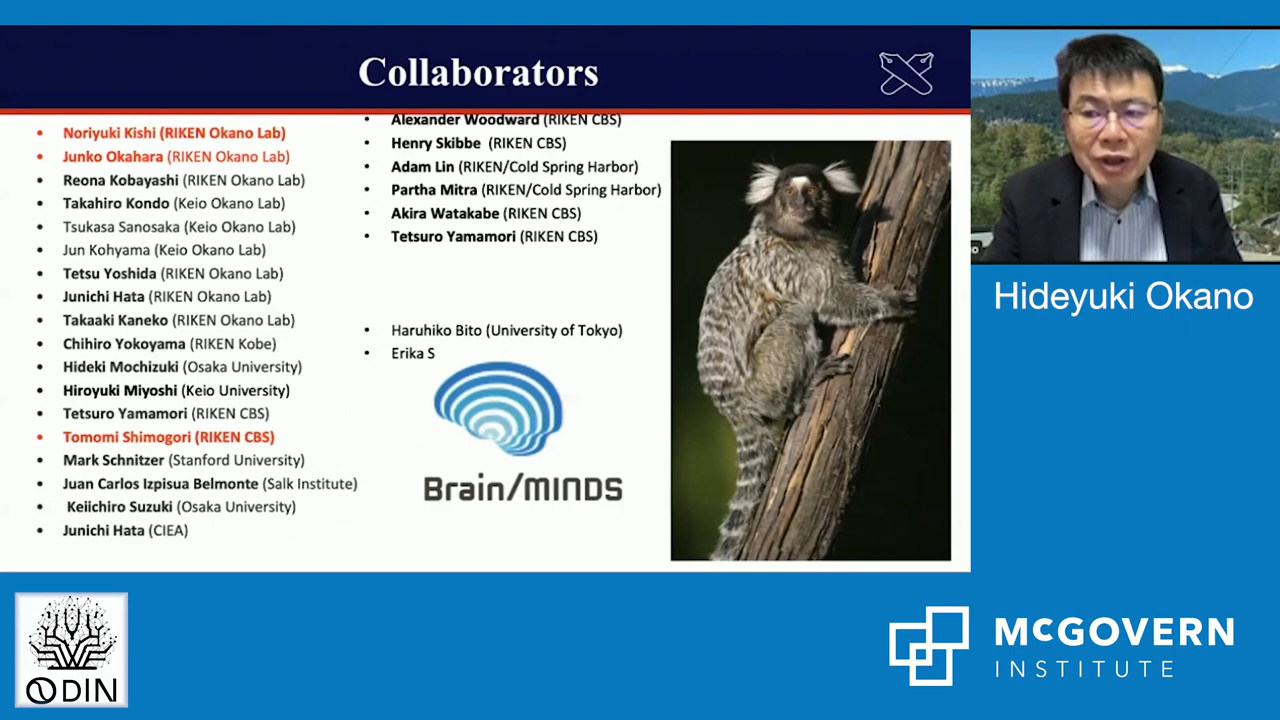 Collaborators
• Noriyuki Kishi (RIKEN Okano Lab)
• Junko Okahara (RIKEN Okano Lab)
• Reona Kobayashi (RIKEN Okano Lab)
• Takahiro Kondo (Keio Okano Lab)
• Tsukasa Sanosaka (Keio Okano Lab)
• Jun Kohyama (Keio Okano Lab)
• Tetsu Yoshida (RIKEN Okano Lab)
• Junichi Hata (RIKEN Okano Lab)
• Takaaki Kaneko (RIKEN Okano Lab)
• Chihiro Yokoyama (RIKEN Kobe)
• Hideki Mochizuki (Osaka University)
• Hiroyuki Miyoshi (Keio University)
• Tetsuro Yamamori (RIKEN CBS)
• Tomomi Shimogori (RIKEN CBS)
• Mark Schnitzer (Stanford University)
• Juan Carlos Izpisua Belmonte (Salk Institute)
• Keiichiro Suzuki (Osaka University)
• Junichi Hata (CIEA)
• Alexander Woodward (RIKEN CBS)
• Henry Skibbe (RIKEN CBS)
• Adam Lin (RIKEN/Cold Spring Harbor)
• Partha Mitra (RIKEN/Cold Spring Harbor)
• Akira Watakabe (RIKEN CBS)
• Tetsuro Yamamori (RIKEN CBS)
• Haruhiko Bito (University of Tokyo)
• Erika S
Brain/MINDS
Hideyuki Okano
ODIN
McGOVERN
INSTITUTE